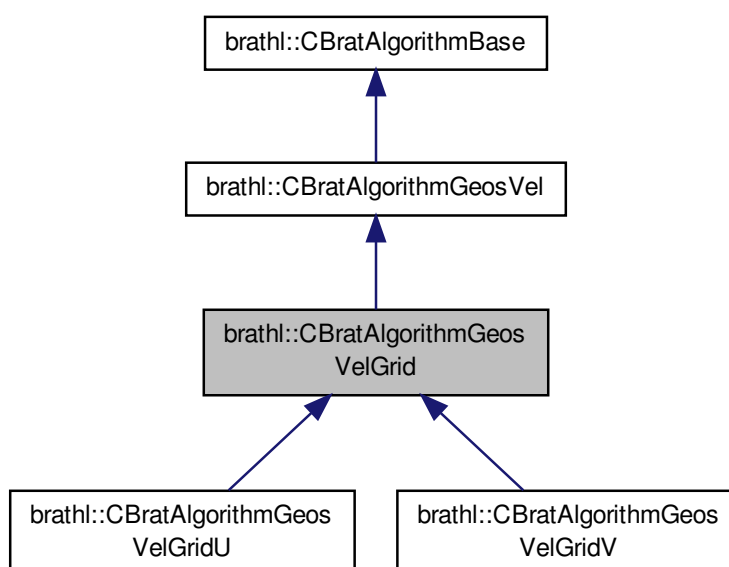 brathl::CBratAlgorithmBase
brathl::CBratAlgorithmGeosVel
brathl::CBratAlgorithmGeos
VelGrid
brathl::CBratAlgorithmGeos
VelGridU
brathl::CBratAlgorithmGeos
VelGridV